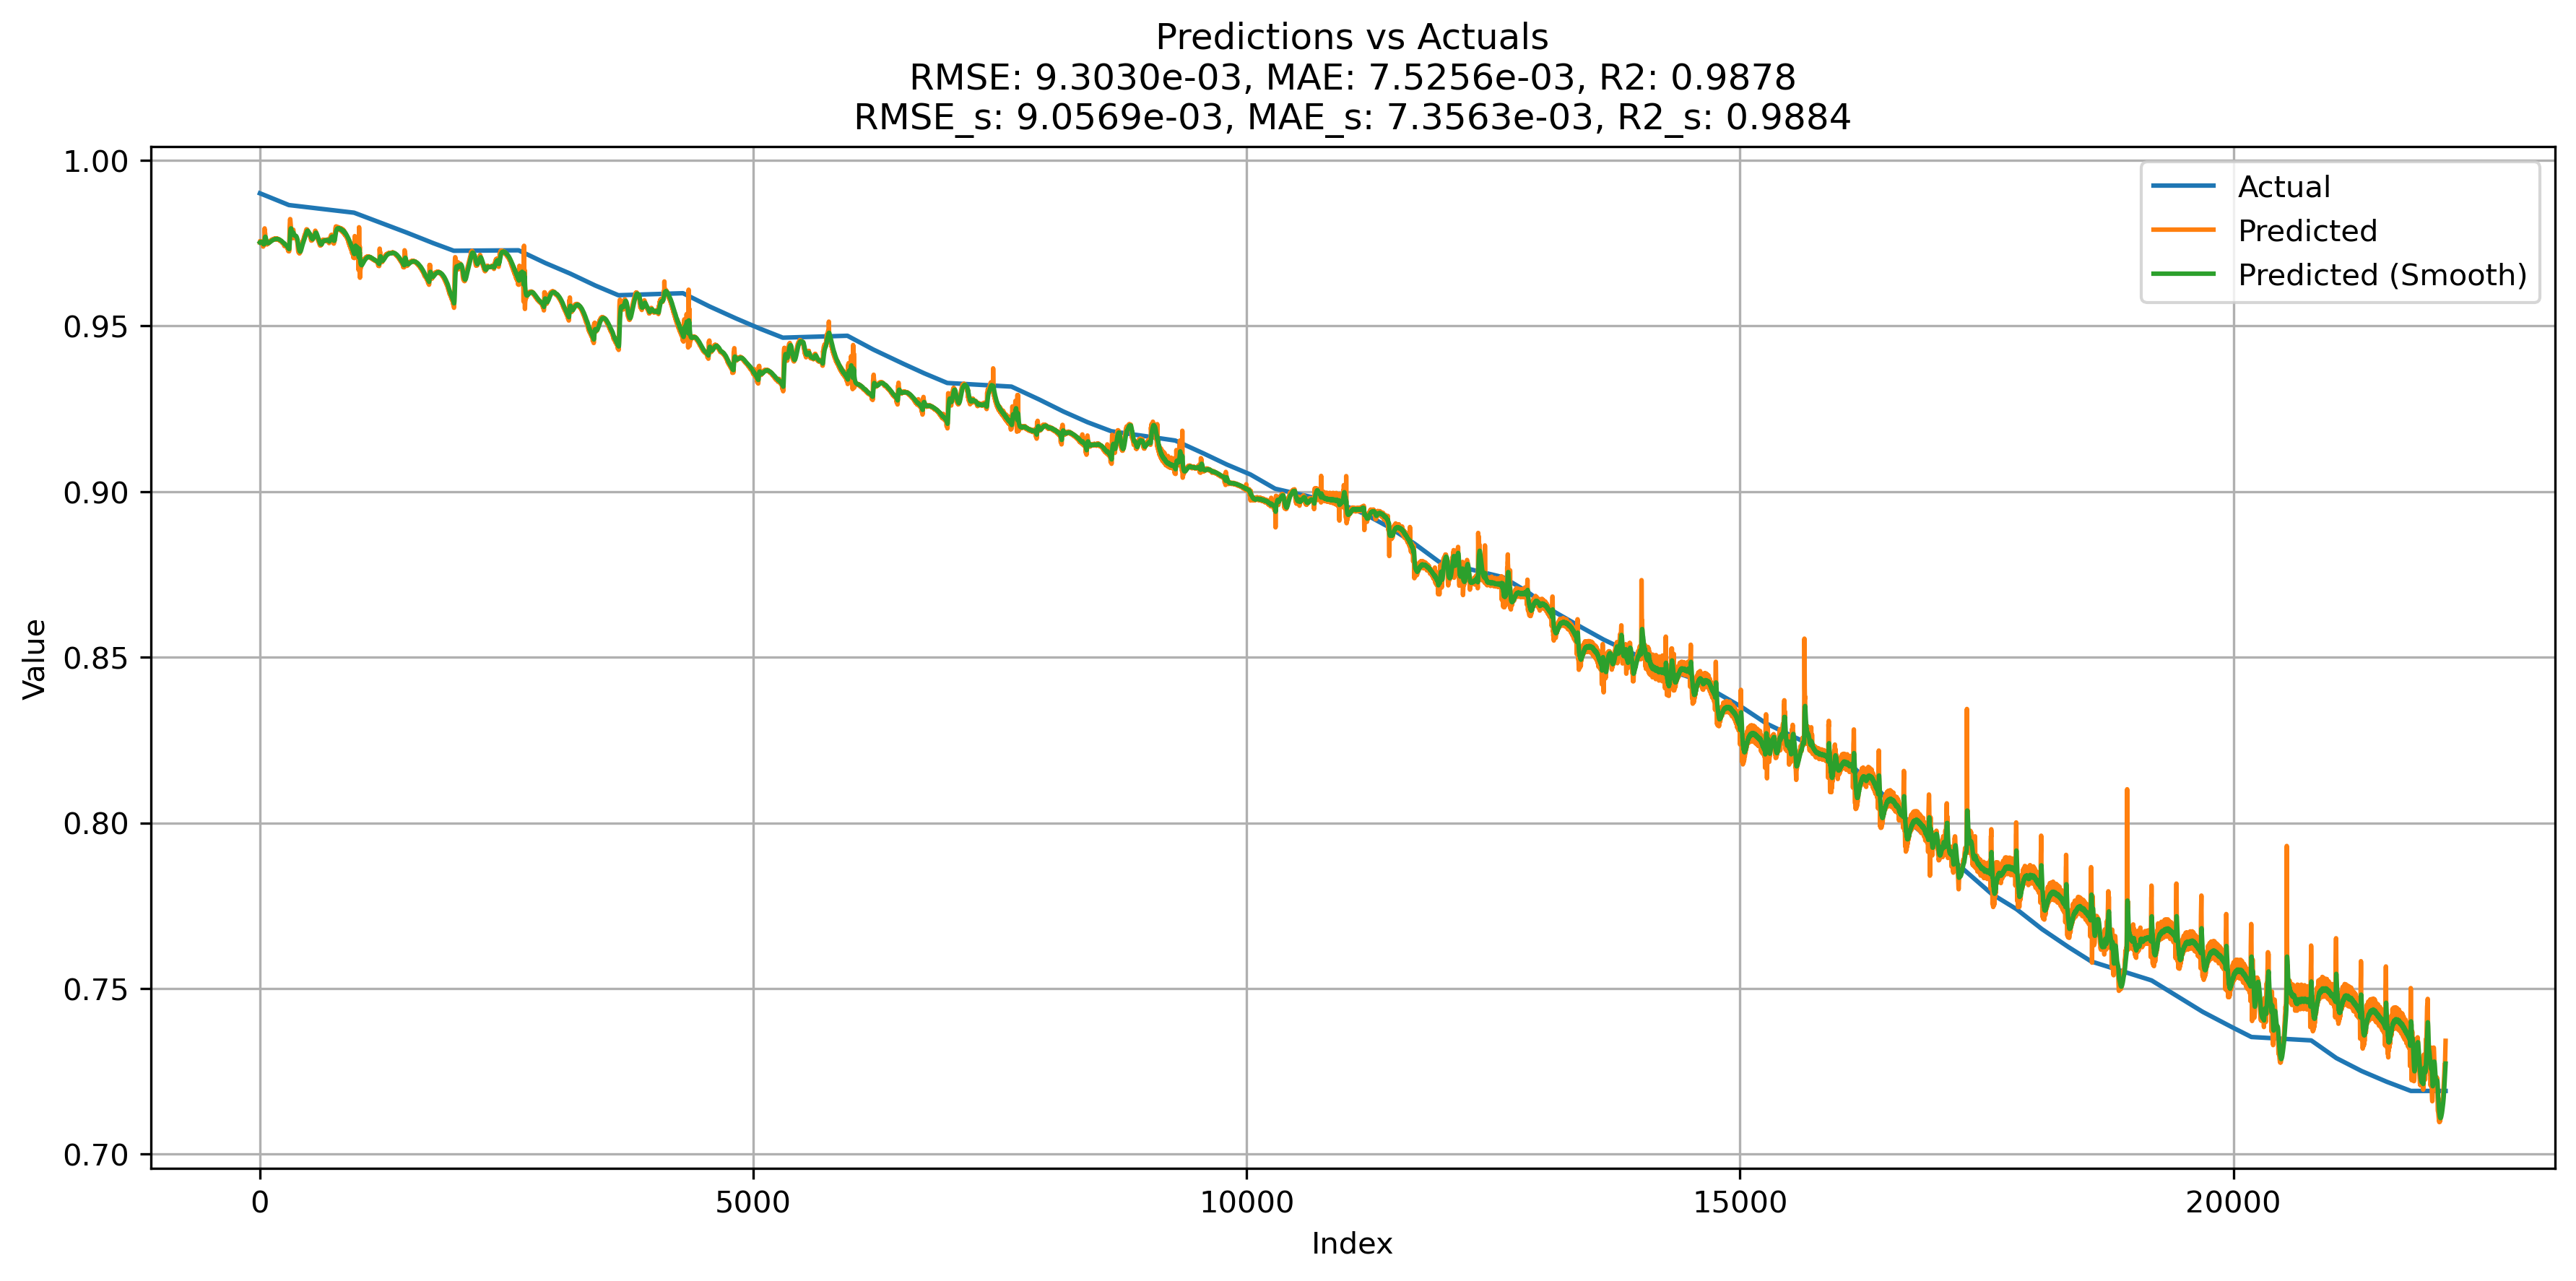 Predictions vs Actuals
RMSE: 9.3030e-03, MAE: 7.5256e-03, R2: 0.9878
RMSE_s: 9.0569e-03, MAE_s: 7.3563e-03, R2_s: 0.9884
Actual
Predicted
Predicted (Smooth)
Value
1.00
0.95
0.90
0.85
0.80
0.75
0.70
0
5000
10000
15000
20000
Index